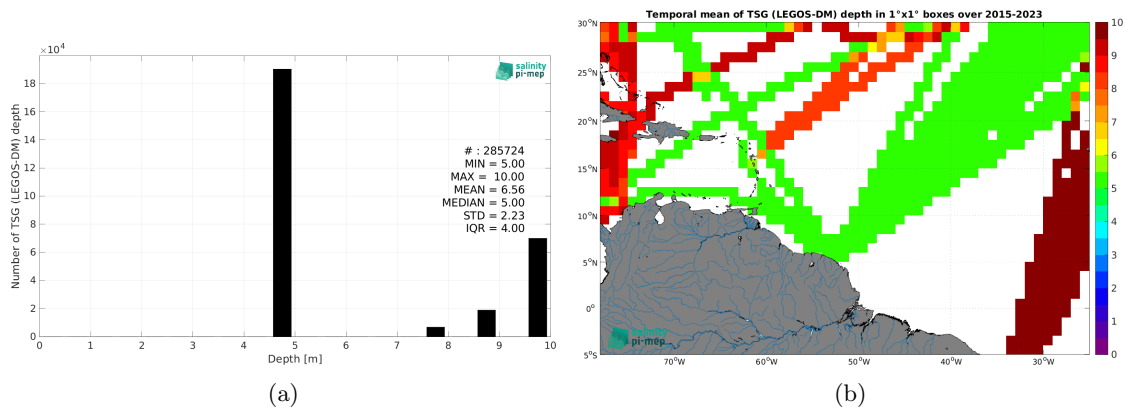 ×10⁴
18
16
14
12
10
8
6
4
2
0
Number of TSG (LEGOS-DM) depth
salinity
pi-mep
# : 285724
MIN = 5.00
MAX = 10.00
MEAN = 6.56
MEDIAN = 5.00
STD = 2.23
IQR = 4.00
0 1 2 3 4 5 6 7 8 9 10
Depth [m]
(a)
Temporal mean of TSG (LEGOS-DM) depth in 1°x1° boxes over 2015-2023
30°N
25°N
20°N
15°N
10°N
5°N
0°
5°S
70°W 60°W 50°W 40°W 30°W
salinity
pi-mep
10
9
8
7
6
5
4
3
2
1
0
(b)